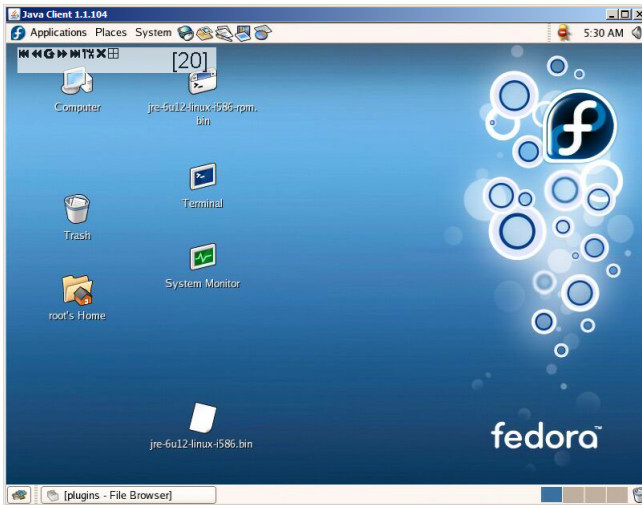 Java Client 1.1.104
Applications Places System
5:30 AM
[20]
Computer
jre-6u12-linux-i586-rpm.
bin
Terminal
Trash
System Monitor
root's Home
jre-6u12-linux-i586.bin
fedora™
[plugins - File Browser]